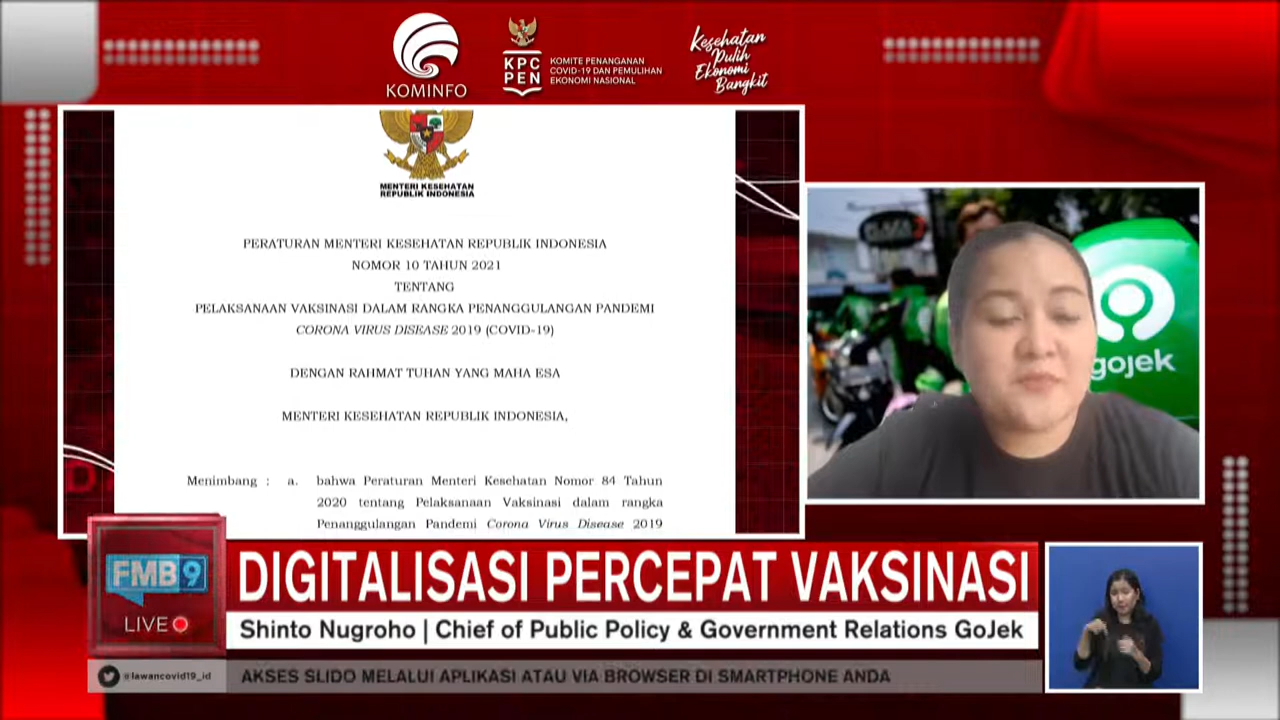 KOMINFO
KPC
PEN
KOMITE PENANGANAN
COVID-19 DAN PEMULIHAN
EKONOMI NASIONAL
Kesehatan
Pulih
Ekonomi
Bangkit
MENTERI KESEHATAN
REPUBLIK INDONESIA
PERATURAN MENTERI KESEHATAN REPUBLIK INDONESIA
NOMOR 10 TAHUN 2021
TENTANG
PELAKSANAAN VAKSINASI DALAM RANGKA PENANGGULANGAN PANDEMI
CORONA VIRUS DISEASE 2019 (COVID-19)
DENGAN RAHMAT TUHAN YANG MAHA ESA
MENTERI KESEHATAN REPUBLIK INDONESIA,
Menimbang : a. bahwa Peraturan Menteri Kesehatan Nomor 84 Tahun
2020 tentang Pelaksanaan Vaksinasi dalam rangka
Penanggulangan Pandemi Corona Virus Disease 2019
gojek
FMB9
LIVE
DIGITALISASI PERCEPAT VAKSINASI
Shinto Nugroho | Chief of Public Policy & Government Relations GoJek
@lawancovid19_id
AKSES SLIDO MELALUI APLIKASI ATAU VIA BROWSER DI SMARTPHONE ANDA